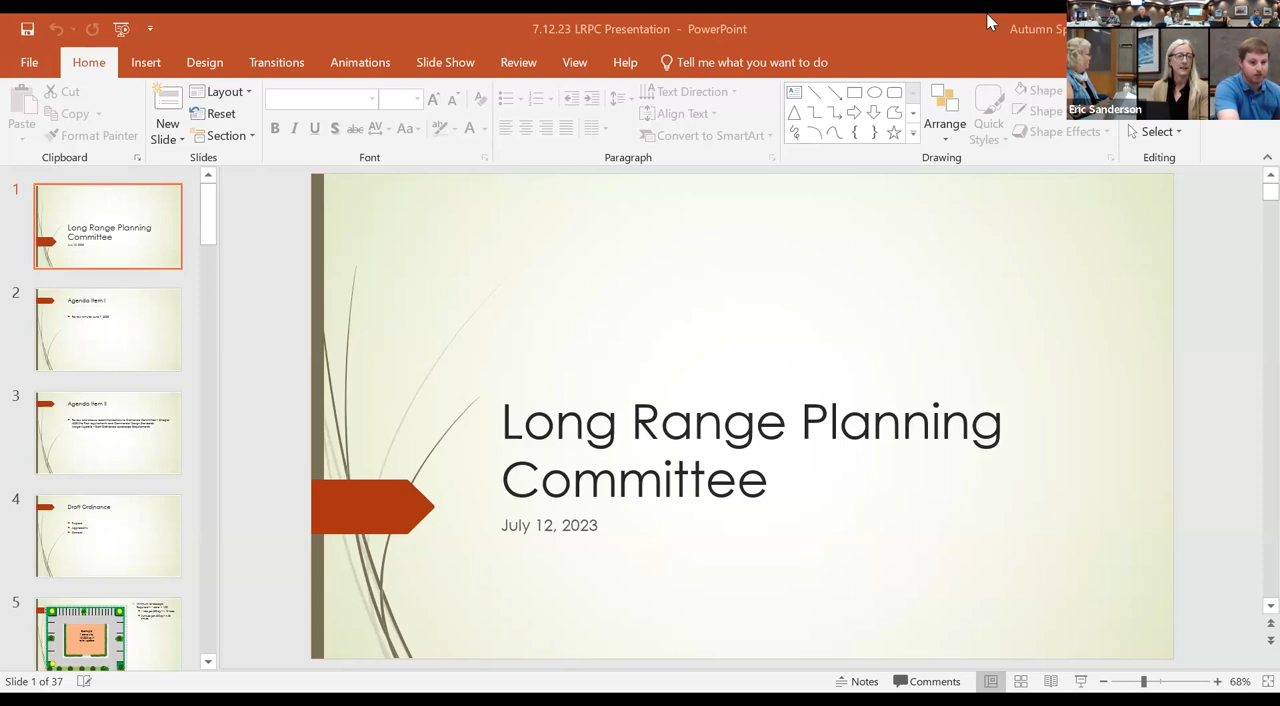 7.12.23 LRPC Presentation - PowerPoint
Autumn Sp
File Home Insert Design Transitions Animations Slide Show Review View Help Tell me what you want to do
Eric Sanderson
Paste
Cut
Copy
Format Painter
Clipboard
New
Slide
Layout
Reset
Section
Slides
B I U S abc AV Aa A
Font
Text Direction
Align Text
Convert to SmartArt
Paragraph
Arrange
Quick
Styles
Shape
Shape
Shape Effects
Drawing
Select
Editing
1
Long Range Planning
Committee
2
Agenda Item I
3
Agenda Item II
4
Draft Ordinance
5
Long Range Planning
Committee
July 12, 2023
Slide 1 of 37
Notes
Comments
68%